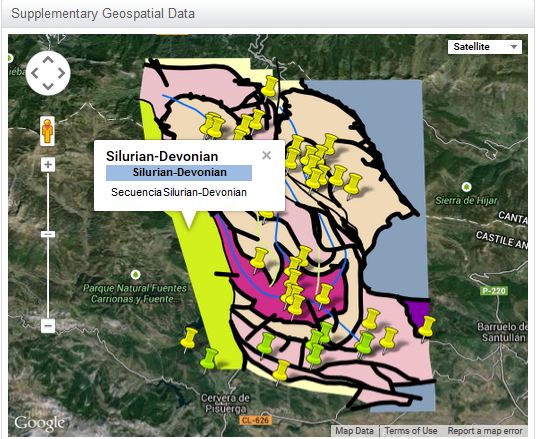 Supplementary Geospatial Data
Satellite
Silurian-Devonian
Silurian-Devonian
Secuencia Silurian-Devonian
Sierra de Hijar
CANTA
CASTILE AN
Parque Natural Fuentes
Carrionas y Fuente...
P-220
Barruelo de
Santullán
Cervera de
Pisuerga
CL-626
Google
Map Data
Terms of Use
Report a map error